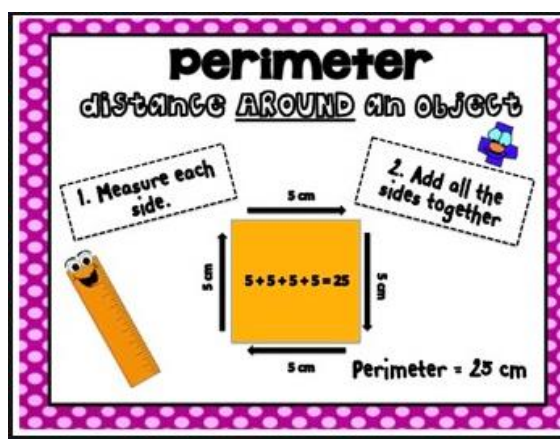 perimeter
distance AROUND an object
1. Measure each
side.
2. Add all the
sides together
5 cm
5 cm
5 + 5 + 5 + 5 = 25
5 cm
5 cm
Perimeter = 25 cm